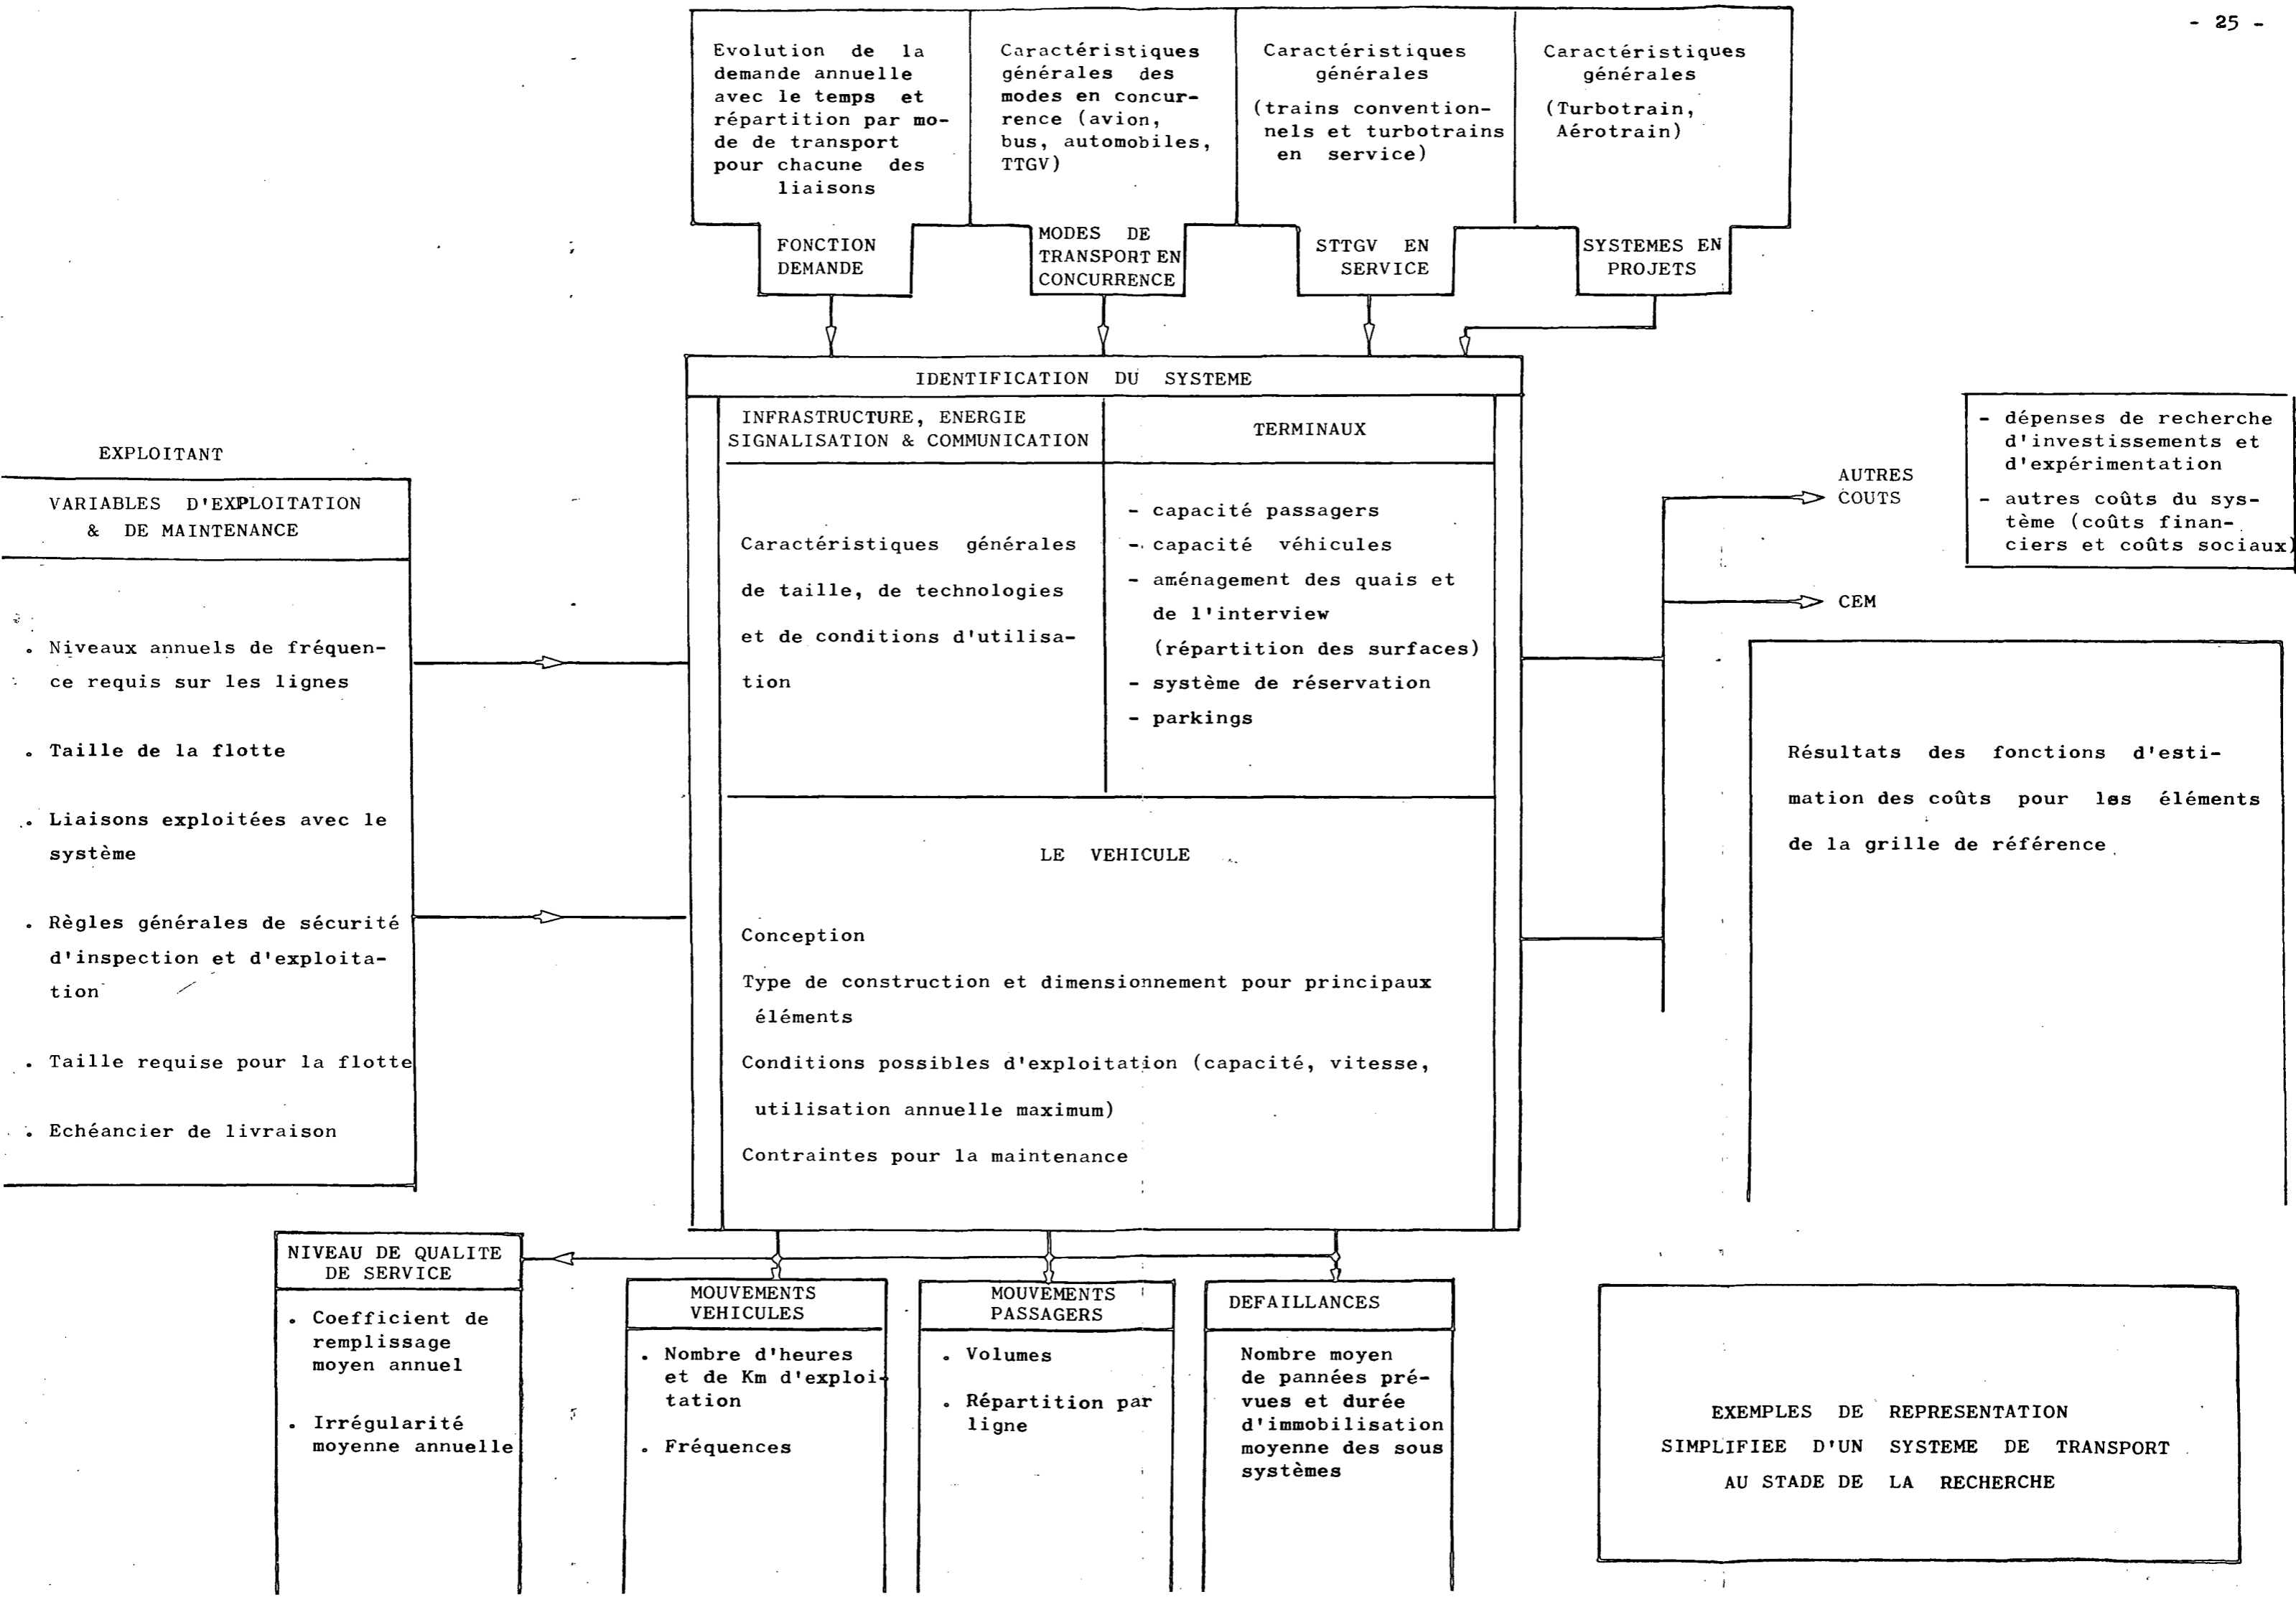 - 25 -
Evolution de la
demande annuelle
avec le temps et
répartition par mo-
de de transport
pour chacune des
liaisons
Caractéristiques
générales des
modes en concur-
rence (avion,
bus, automobiles,
TTGV)
Caractéristiques
générales
(trains convention-
nels et turbotrains
en service)
Caractéristiques
générales
(Turbotrain,
Aérotrain)
FONCTION
DEMANDE
MODES DE
TRANSPORT EN
CONCURRENCE
STTGV EN
SERVICE
SYSTEMES EN
PROJETS
IDENTIFICATION DU SYSTEME
INFRASTRUCTURE, ENERGIE
SIGNALISATION & COMMUNICATION
Caractéristiques générales
de taille, de technologies
et de conditions d'utilisa-
tion
TERMINAUX
- capacité passagers
- capacité véhicules
- aménagement des quais et
de l'interview
(répartition des surfaces)
- système de réservation
- parkings
LE VEHICULE
Conception
Type de construction et dimensionnement pour principaux
éléments
Conditions possibles d'exploitation (capacité, vitesse,
utilisation annuelle maximum)
Contraintes pour la maintenance
EXPLOITANT
VARIABLES D'EXPLOITATION
& DE MAINTENANCE
. Niveaux annuels de fréquen-
ce requis sur les lignes
. Taille de la flotte
. Liaisons exploitées avec le
système
. Règles générales de sécurité
d'inspection et d'exploita-
tion
. Taille requise pour la flotte
. Echéancier de livraison
AUTRES
COUTS
- dépenses de recherche
d'investissements et
d'expérimentation
- autres coûts du sys-
tème (coûts finan-
ciers et coûts sociaux)
CEM
Résultats des fonctions d'esti-
mation des coûts pour les éléments
de la grille de référence
NIVEAU DE QUALITE
DE SERVICE
. Coefficient de
remplissage
moyen annuel
. Irrégularité
moyenne annuelle
MOUVEMENTS
VEHICULES
. Nombre d'heures
et de Km d'exploi-
tation
. Fréquences
MOUVEMENTS
PASSAGERS
. Volumes
. Répartition par
ligne
DEFAILLANCES
Nombre moyen
de pannées pré-
vues et durée
d'immobilisation
moyenne des sous
systèmes
EXEMPLES DE REPRESENTATION
SIMPLIFIEE D'UN SYSTEME DE TRANSPORT
AU STADE DE LA RECHERCHE